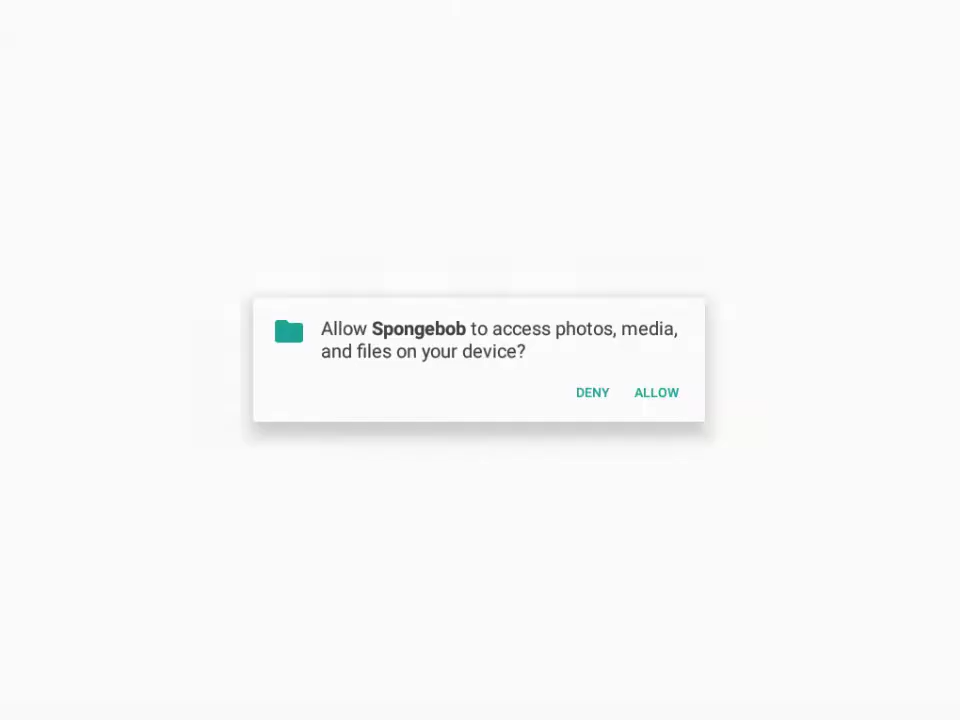 Allow Spongebob to access photos, media,
and files on your device?
DENY ALLOW